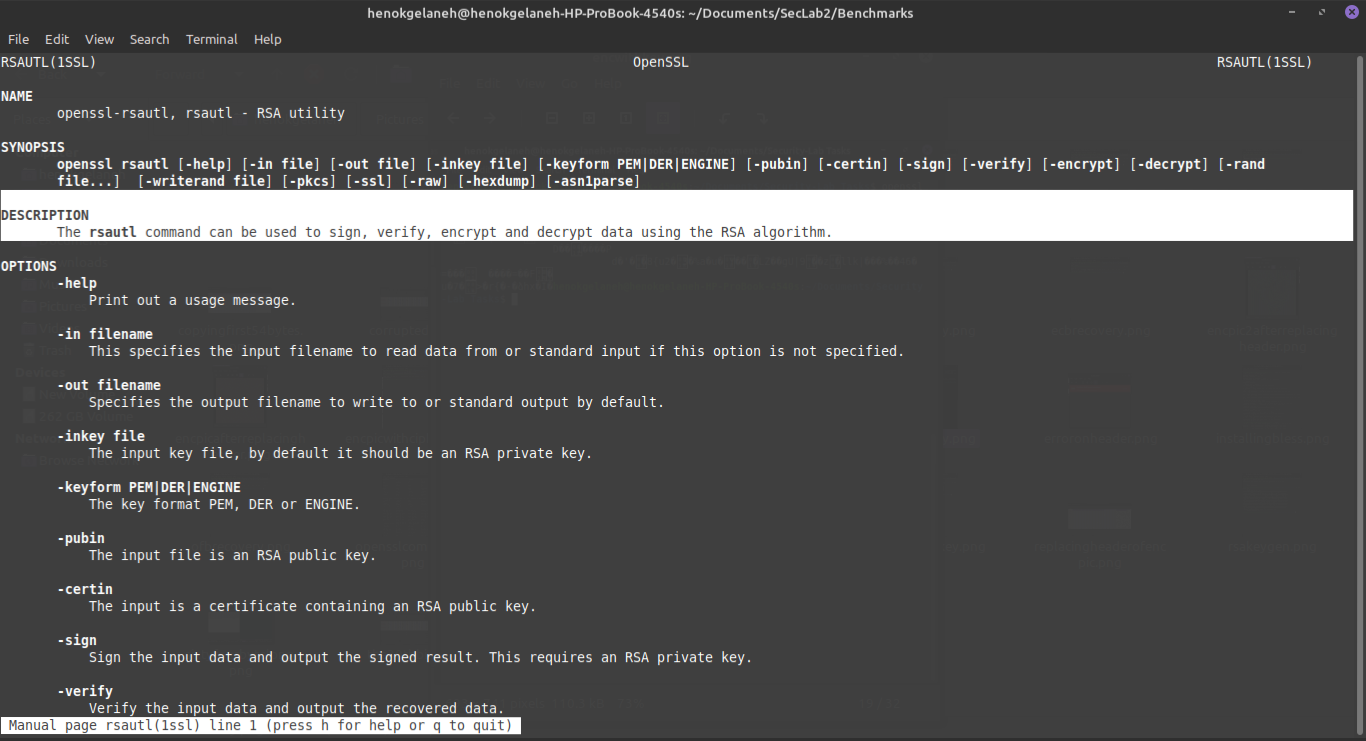 henokgelaneh@henokgelaneh-HP-ProBook-4540s: ~/Documents/SecLab2/Benchmarks
File Edit View Search Terminal Help
RSAUTL(1SSL) OpenSSL RSAUTL(1SSL)
NAME
openssl-rsautl, rsautl - RSA utility
SYNOPSIS
openssl rsautl [-help] [-in file] [-out file] [-inkey file] [-keyform PEM|DER|ENGINE] [-pubin] [-certin] [-sign] [-verify] [-encrypt] [-decrypt] [-rand
file...] [-writerand file] [-pkcs] [-ssl] [-raw] [-hexdump] [-asn1parse]
DESCRIPTION
The rsautl command can be used to sign, verify, encrypt and decrypt data using the RSA algorithm.
OPTIONS
-help
Print out a usage message.
-in filename
This specifies the input filename to read data from or standard input if this option is not specified.
-out filename
Specifies the output filename to write to or standard output by default.
-inkey file
The input key file, by default it should be an RSA private key.
-keyform PEM|DER|ENGINE
The key format PEM, DER or ENGINE.
-pubin
The input file is an RSA public key.
-certin
The input is a certificate containing an RSA public key.
-sign
Sign the input data and output the signed result. This requires an RSA private key.
-verify
Verify the input data and output the recovered data.
Manual page rsautl(1ssl) line 1 (press h for help or q to quit)